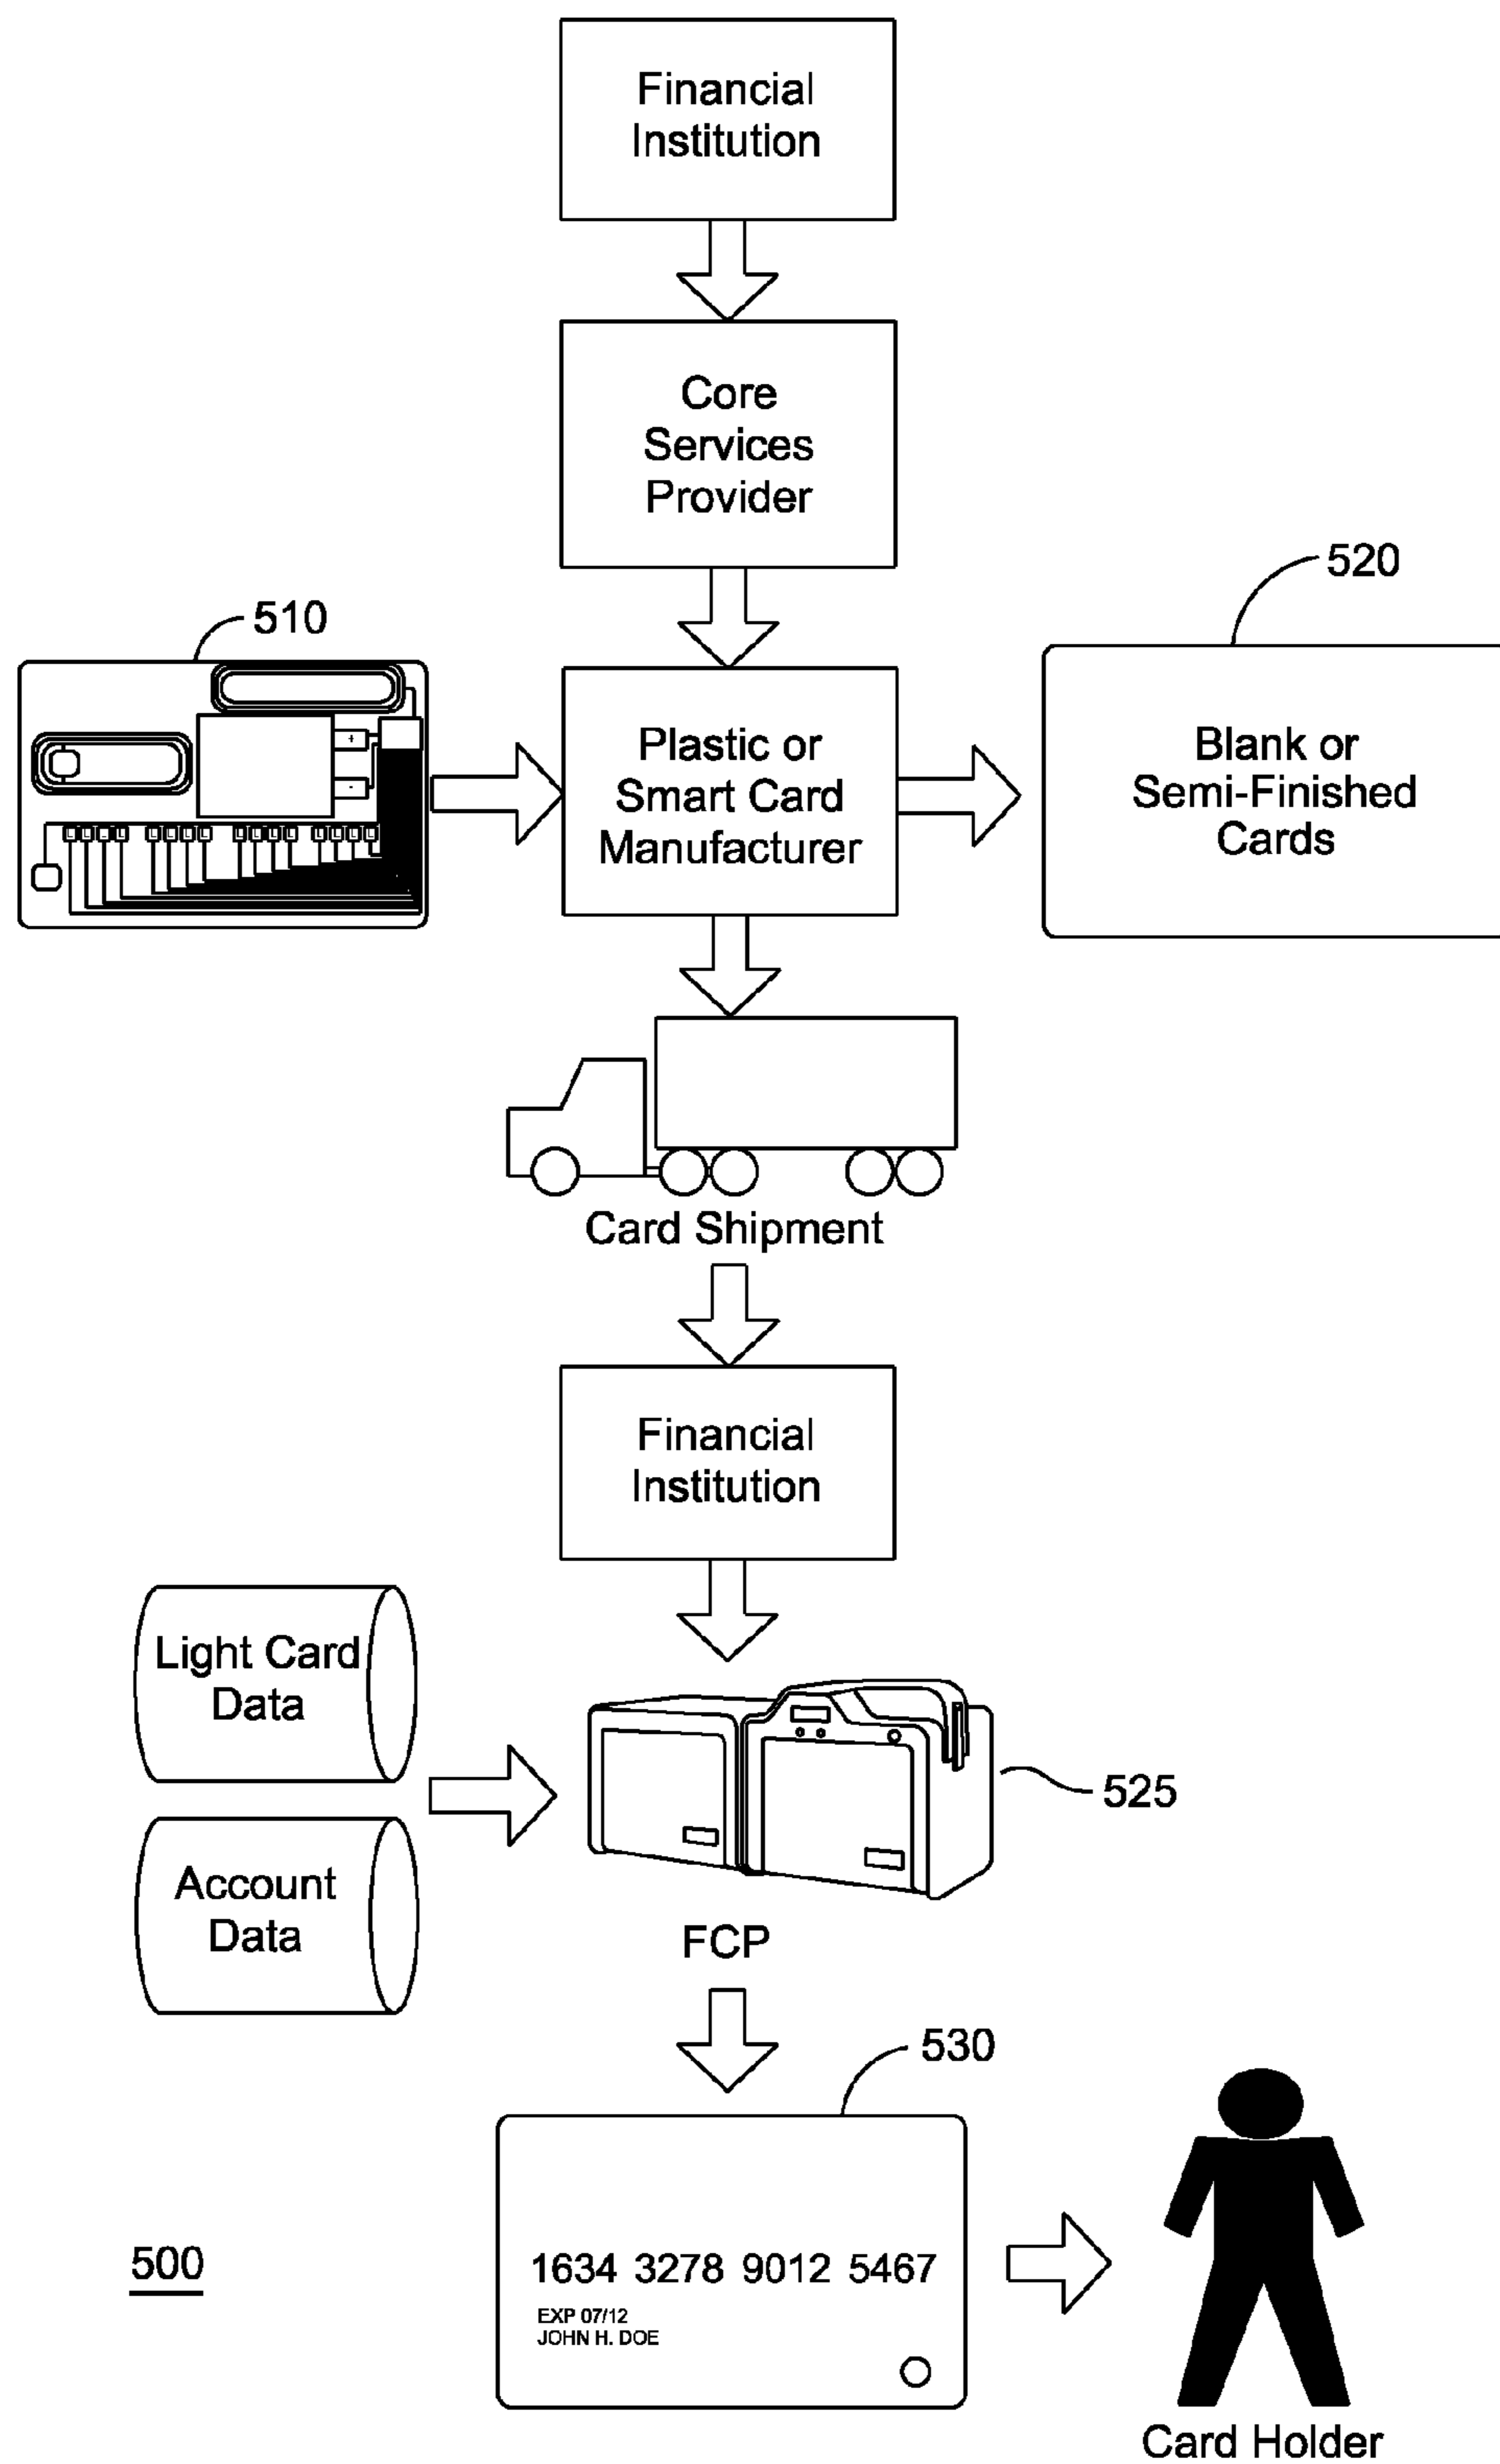 Financial
Institution
Core
Services
Provider
520
510
Plastic or
Smart Card
Manufacturer
Blank or
Semi-Finished
Cards
+
-
Card Shipment
Financial
Institution
Light Card
Data
525
Account
Data
FCP
530
500
1634 3278 9012 5467
EXP 07/12
JOHN H. DOE
Card Holder